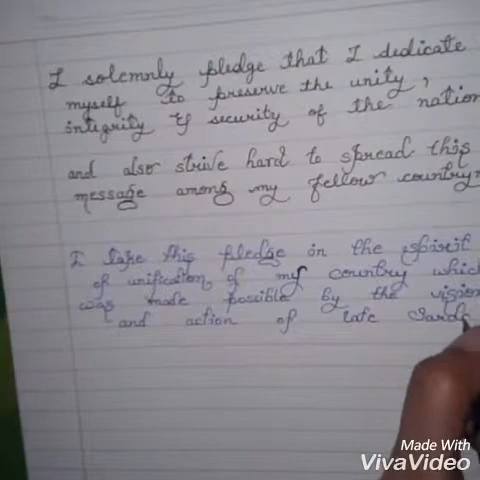 I solemnly pledge that I dedicate
myself to preserve the unity,
integrity & security of the nation
and also strive hard to spread this
message among my fellow country
I take this pledge in the spirit
of unification of my country which
was made possible by the vision
and action of late Sard
Made With
VivaVideo